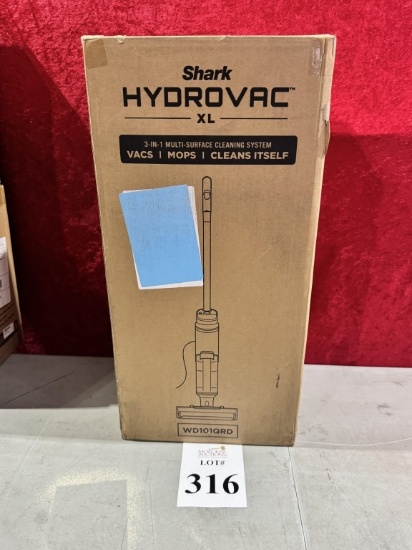 Shark
HYDROVAC™
XL
3-IN-1 MULTI-SURFACE CLEANING SYSTEM
VACS | MOPS | CLEANS ITSELF
WD101QRD
LOT#
316